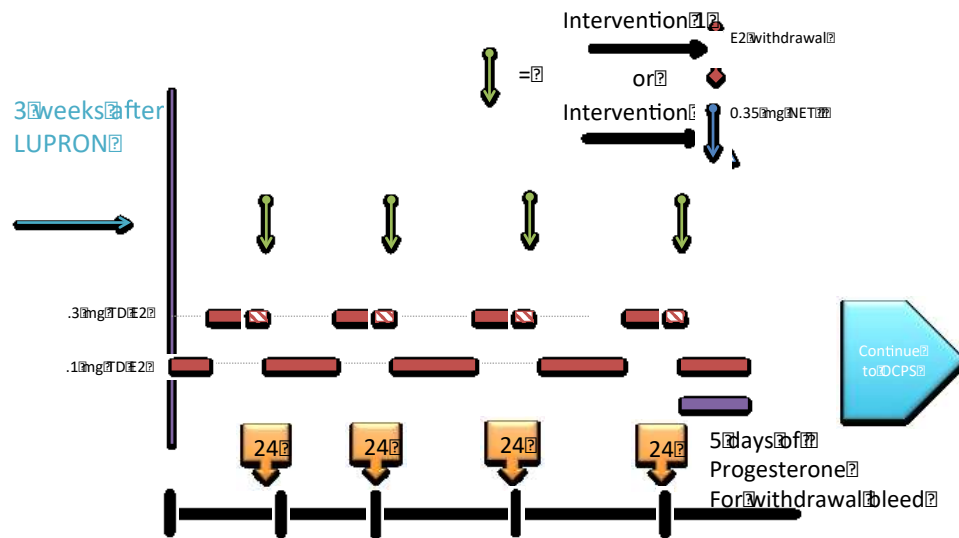 Intervention 1
E2 withdrawal
=
or
Intervention
0.35 mg NET
3 weeks after
LUPRON
.3 mg TD E2
.1 mg TD E2
Continue
to DCPS
24
24
24
24
5 days of
Progesterone
For withdrawal bleed